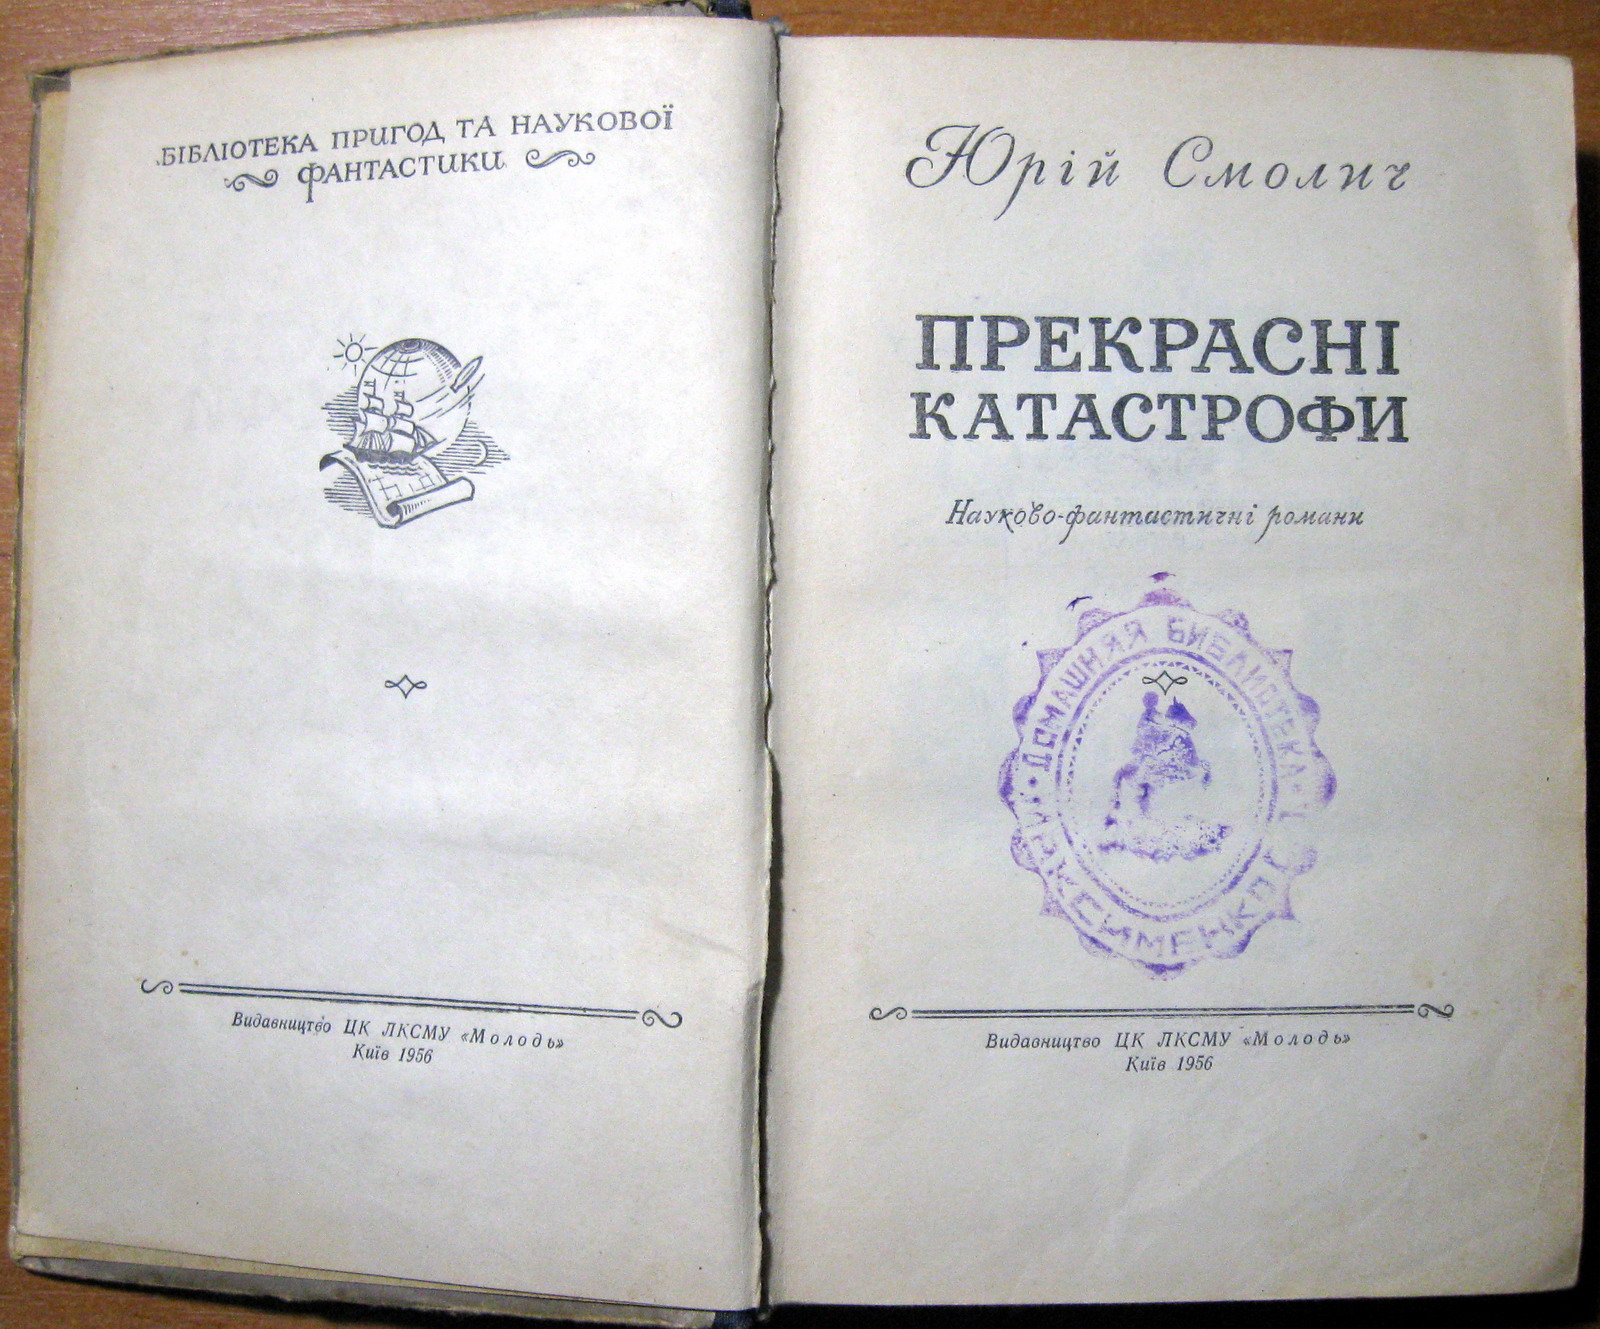 БІБЛІОТЕКА ПРИГОД ТА НАУКОВОЇ
ФАНТАСТИКИ
Видавництво ЦК ЛКСМУ «Молодь»
Київ 1956
Юрій Смолич
ПРЕКРАСНІ
КАТАСТРОФИ
Науково-фантастичні романи
ДОМАШНЯЯ БИБЛИОТЕКА
МАКСИМЕНКО
Видавництво ЦК ЛКСМУ «Молодь»
Київ 1956